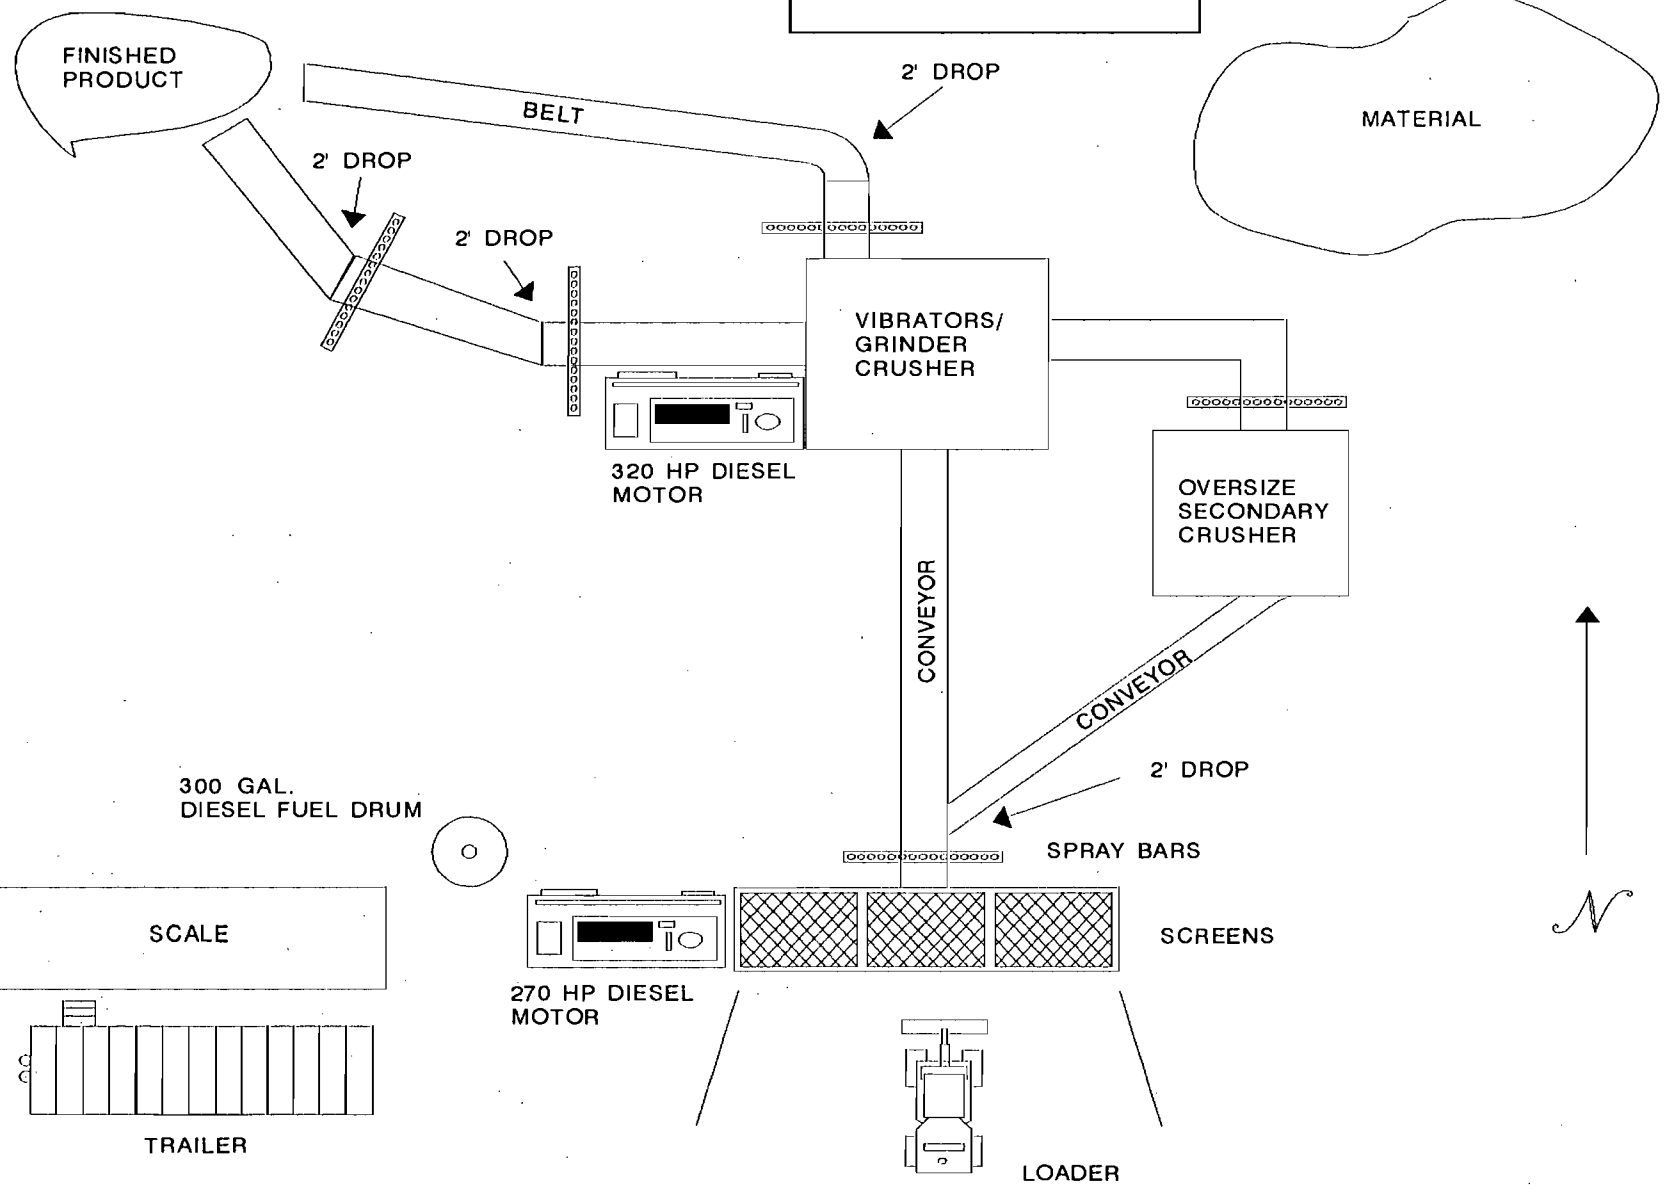 FINISHED
PRODUCT
2' DROP
BELT
MATERIAL
2' DROP
2' DROP
VIBRATORS/
GRINDER
CRUSHER
320 HP DIESEL
MOTOR
OVERSIZE
SECONDARY
CRUSHER
CONVEYOR
CONVEYOR
2' DROP
300 GAL.
DIESEL FUEL DRUM
SPRAY BARS
SCALE
SCREENS
N
270 HP DIESEL
MOTOR
TRAILER
LOADER